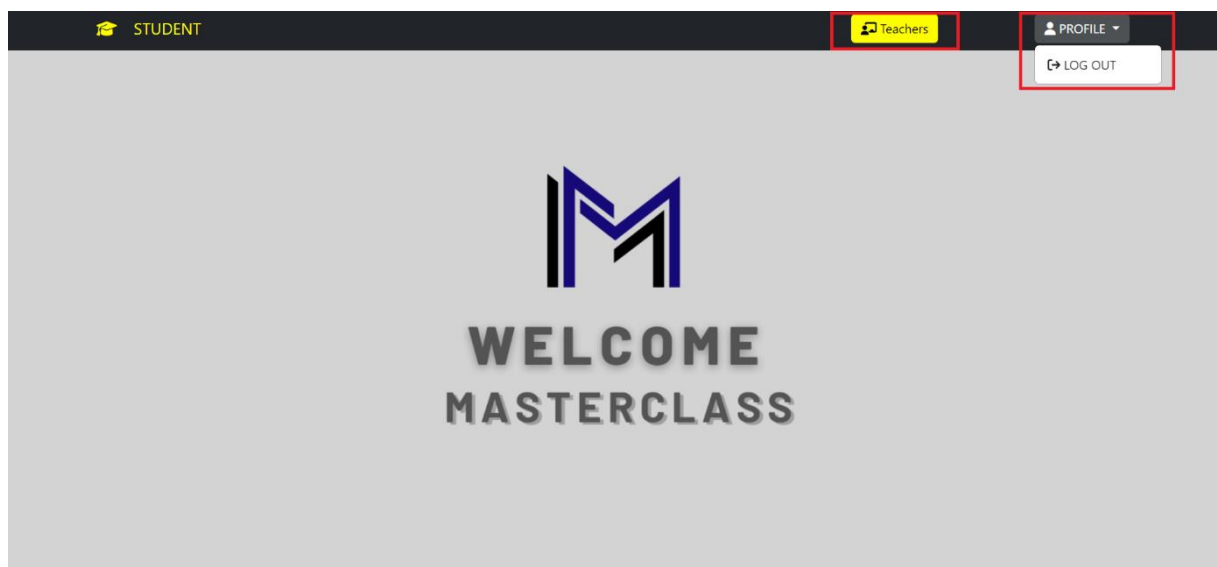 STUDENT
Teachers
PROFILE
LOG OUT
WELCOME
MASTERCLASS